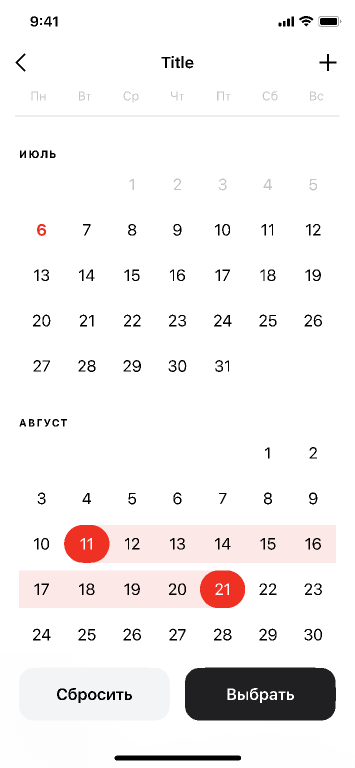 9:41
Title
Пн Вт Ср Чт Пт Сб Вс
ИЮЛЬ
1 2 3 4 5
6 7 8 9 10 11 12
13 14 15 16 17 18 19
20 21 22 23 24 25 26
27 28 29 30 31
АВГУСТ
1 2
3 4 5 6 7 8 9
10 11 12 13 14 15 16
17 18 19 20 21 22 23
24 25 26 27 28 29 30
Сбросить Выбрать